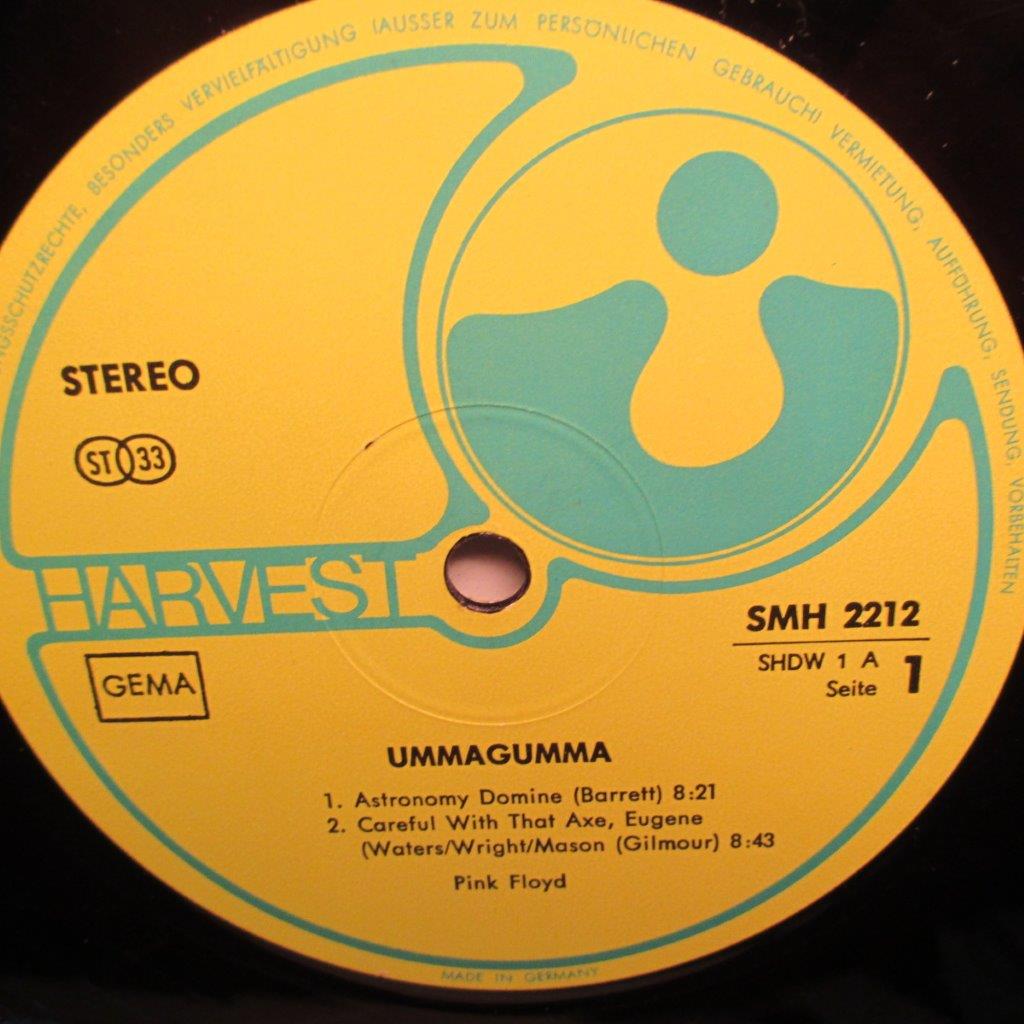 BESONDERS VERVIELFÄLTIGUNG (AUSSER ZUM PERSÖNLICHEN GEBRAUCH) VERMIETUNG, AUFFÜHRUNG, SENDUNG, VORBEHALTEN
STEREO
ST 33
HARVEST
GEMA
SMH 2212
SHDW 1 A
Seite 1
UMMAGUMMA
1. Astronomy Domine (Barrett) 8:21
2. Careful With That Axe, Eugene
(Waters/Wright/Mason (Gilmour) 8:43
Pink Floyd
MADE IN GERMANY